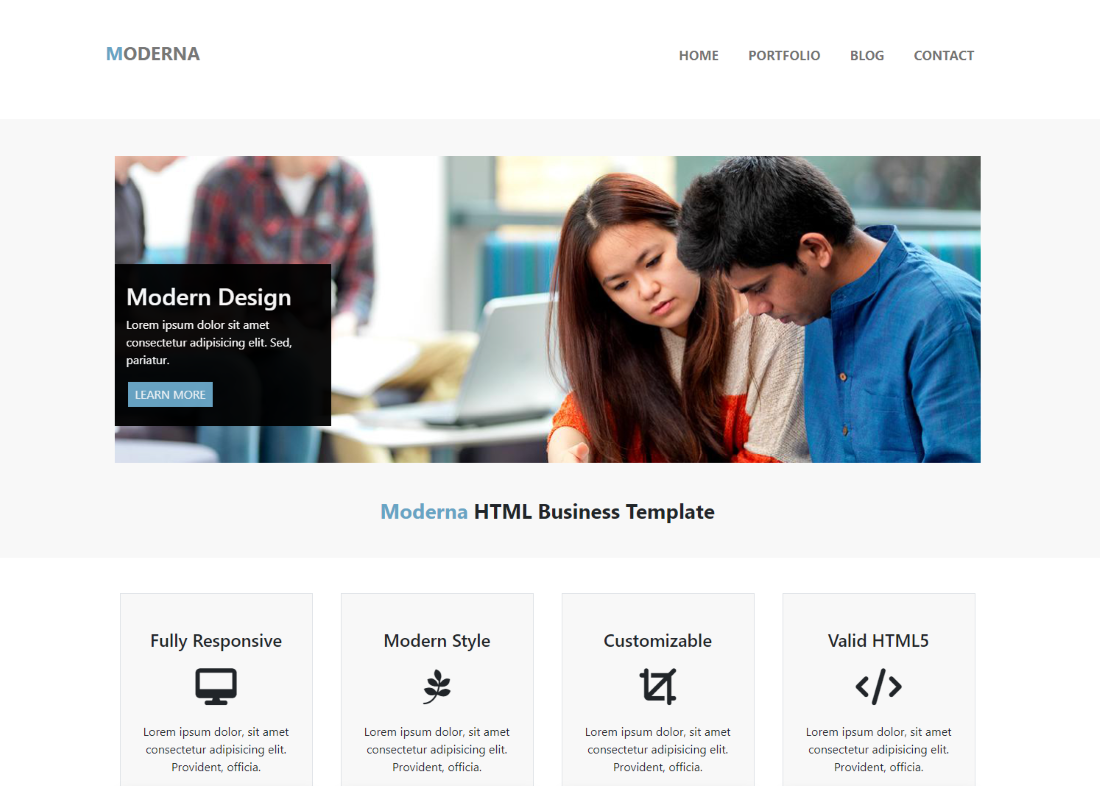 MODERNA
HOME PORTFOLIO BLOG CONTACT
Modern Design
Lorem ipsum dolor sit amet
consectetur adipisicing elit. Sed,
pariatur.
LEARN MORE
Moderna HTML Business Template
Fully Responsive
Lorem ipsum dolor, sit amet
consectetur adipisicing elit.
Provident, officia.
Modern Style
Lorem ipsum dolor, sit amet
consectetur adipisicing elit.
Provident, officia.
Customizable
Lorem ipsum dolor, sit amet
consectetur adipisicing elit.
Provident, officia.
Valid HTML5
Lorem ipsum dolor, sit amet
consectetur adipisicing elit.
Provident, officia.